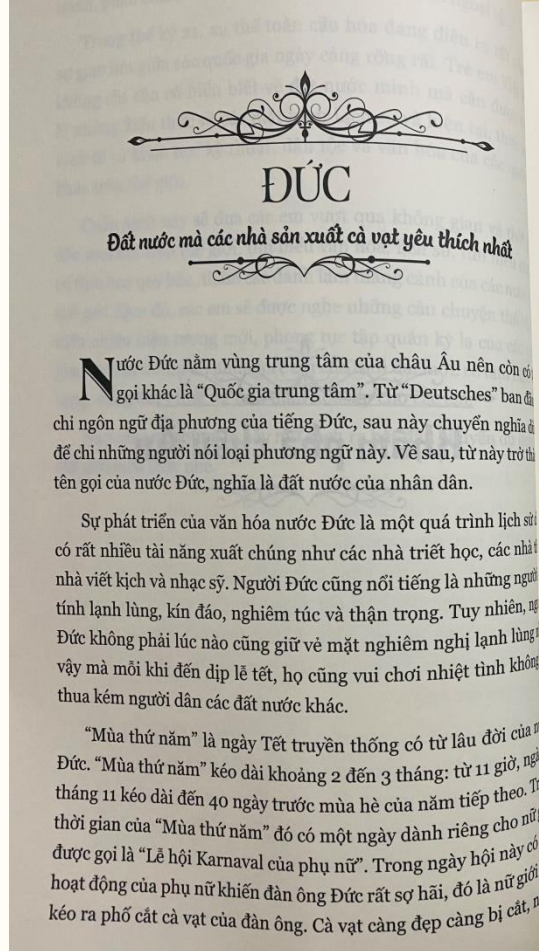 ĐỨC
Đất nước mà các nhà sản xuất cà vạt yêu thích nhất
Nước Đức nằm vùng trung tâm của châu Âu nên còn có
gọi khác là “Quốc gia trung tâm”. Từ “Deutsches” ban
chỉ ngôn ngữ địa phương của tiếng Đức, sau này chuyển nghĩa
để chỉ những người nói loại phương ngữ này. Về sau, từ này trở
tên gọi của nước Đức, nghĩa là đất nước của nhân dân.
Sự phát triển của văn hóa nước Đức là một quá trình lịch sử
có rất nhiều tài năng xuất chúng như các nhà triết học, các nhà
nhà viết kịch và nhạc sỹ. Người Đức cũng nổi tiếng là những người
tính lạnh lùng, kín đáo, nghiêm túc và thận trọng. Tuy nhiên,
Đức không phải lúc nào cũng giữ vẻ mặt nghiêm nghị lạnh lùng
vậy mà mỗi khi đến dịp lễ tết, họ cũng vui chơi nhiệt tình không
thua kém người dân các đất nước khác.
“Mùa thứ năm” là ngày Tết truyền thống có từ lâu đời của
Đức. “Mùa thứ năm” kéo dài khoảng 2 đến 3 tháng: từ 11 giờ,
tháng 11 kéo dài đến 40 ngày trước mùa hè của năm tiếp theo.
thời gian của “Mùa thứ năm” đó có một ngày dành riêng cho nữ
được gọi là “Lễ hội Karnaval của phụ nữ”. Trong ngày hội này có
hoạt động của phụ nữ khiến đàn ông Đức rất sợ hãi, đó là nữ giới
kéo ra phố cắt cà vạt của đàn ông. Cà vạt càng đẹp càng bị cắt,